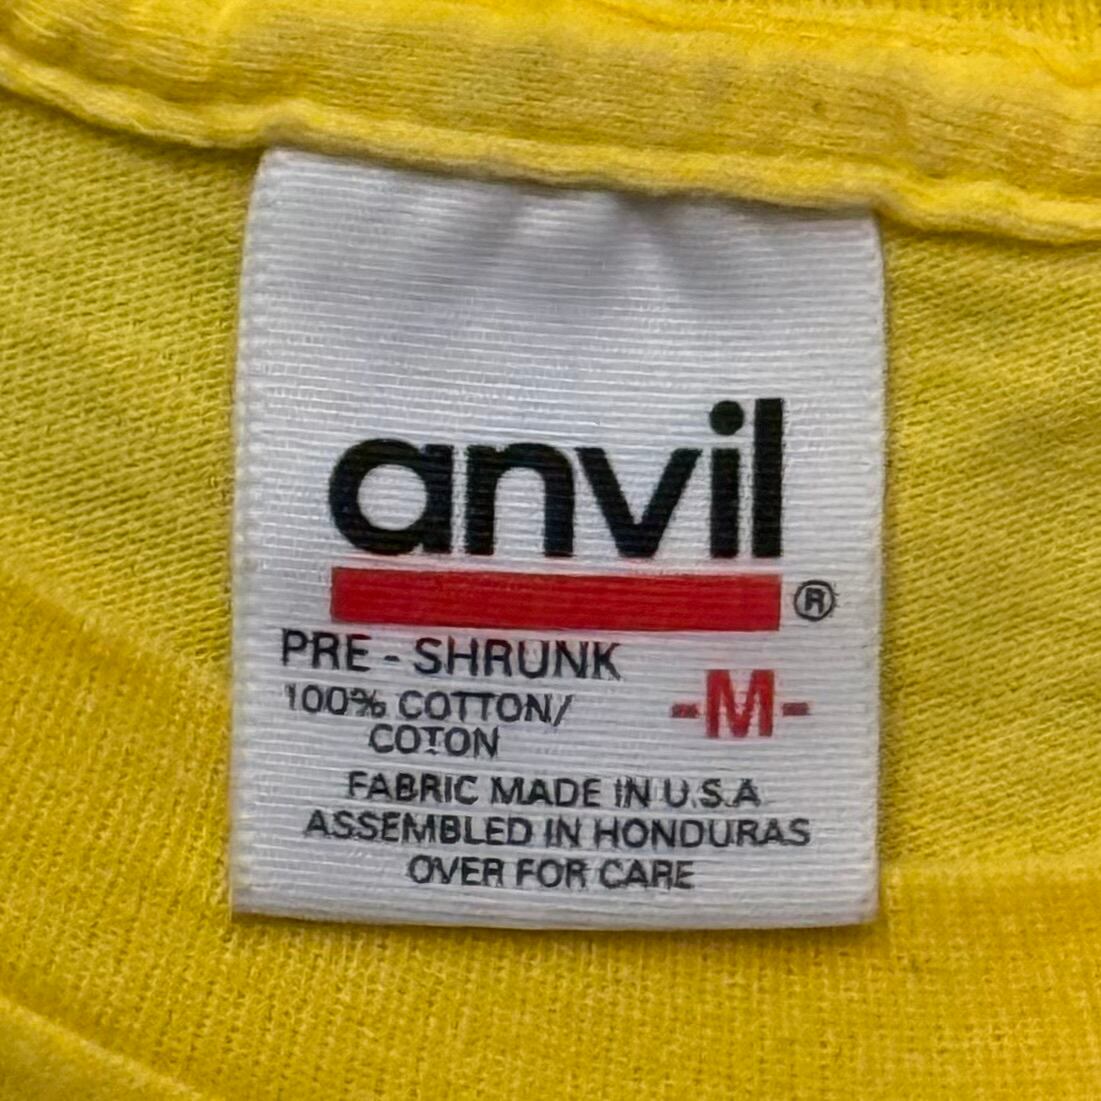 anvil
®
PRE - SHRUNK
100% COTTON/
COTON
-M-
FABRIC MADE IN U.S.A
ASSEMBLED IN HONDURAS
OVER FOR CARE